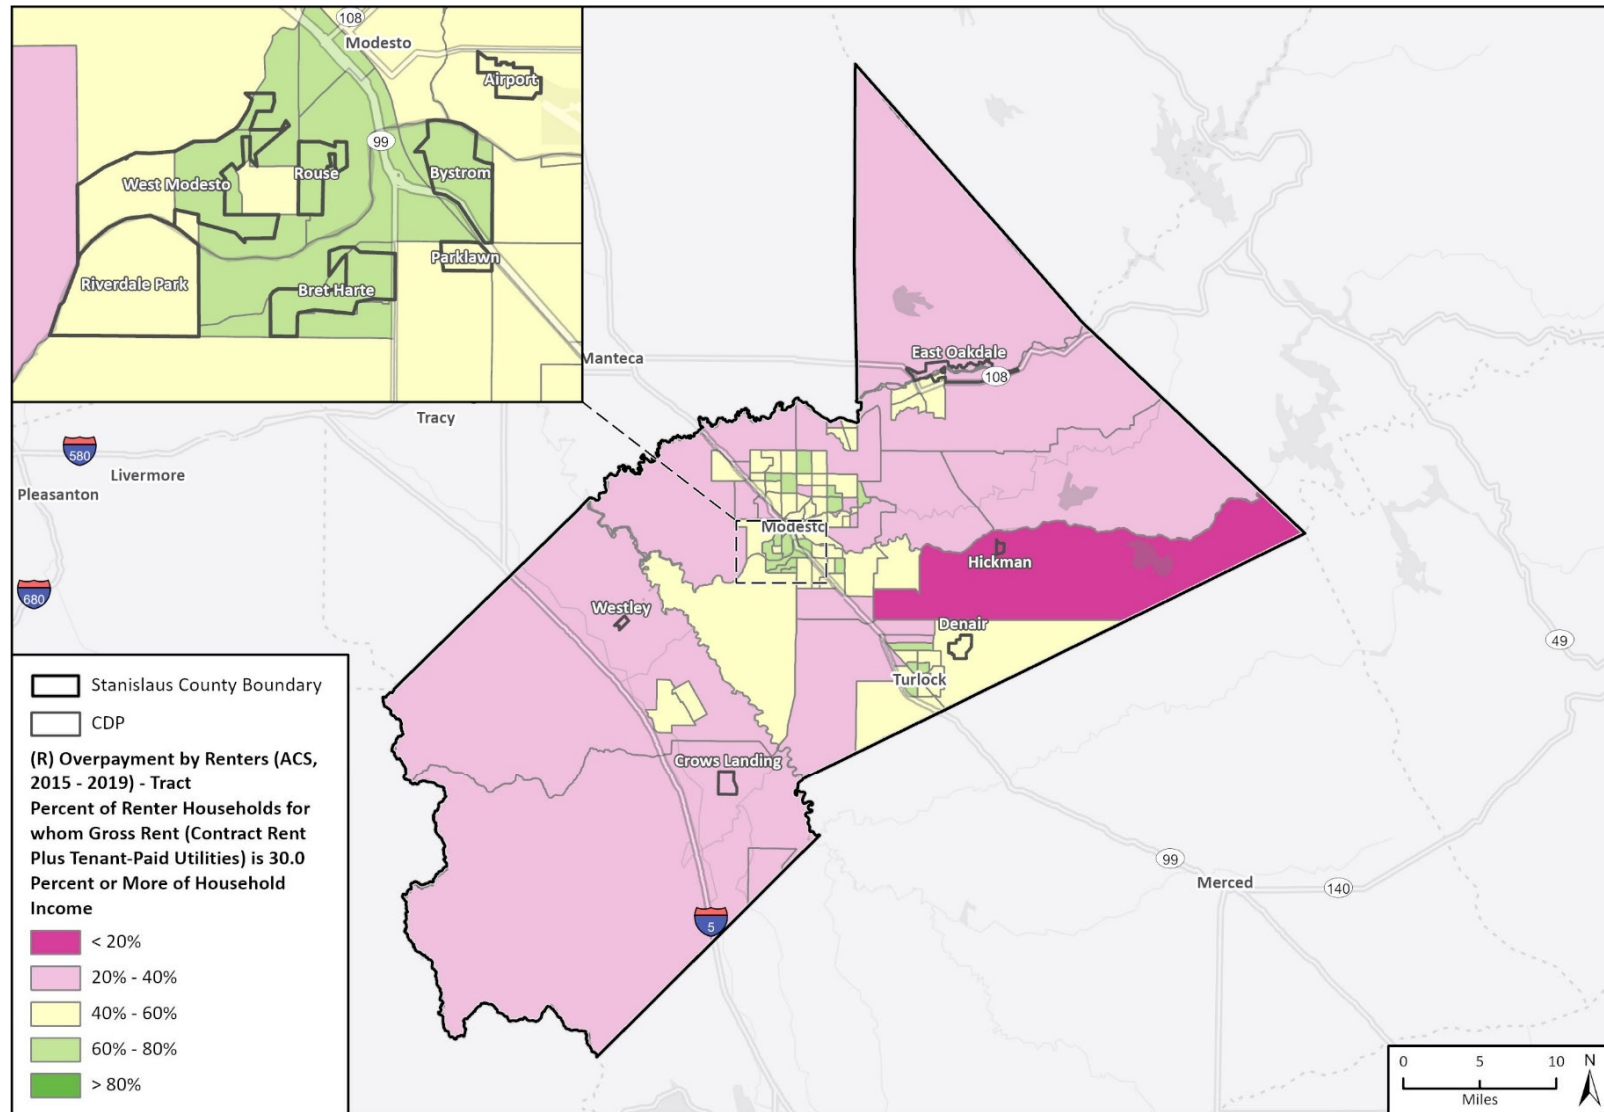 108
Modesto
Airport
99
West Modesto
Rouse
Bystrom
Riverdale Park
Bret Harte
Parklawn
Manteca
Tracy
580
Livermore
Pleasanton
680
East Oakdale
108
Modestc
Hickman
Westley
Denair
Turlock
49
Crows Landing
99
Merced
140
5
Stanislaus County Boundary
CDP
(R) Overpayment by Renters (ACS,
2015 - 2019) - Tract
Percent of Renter Households for
whom Gross Rent (Contract Rent
Plus Tenant-Paid Utilities) is 30.0
Percent or More of Household
Income
< 20%
20% - 40%
40% - 60%
60% - 80%
> 80%
0 5 10
Miles
N